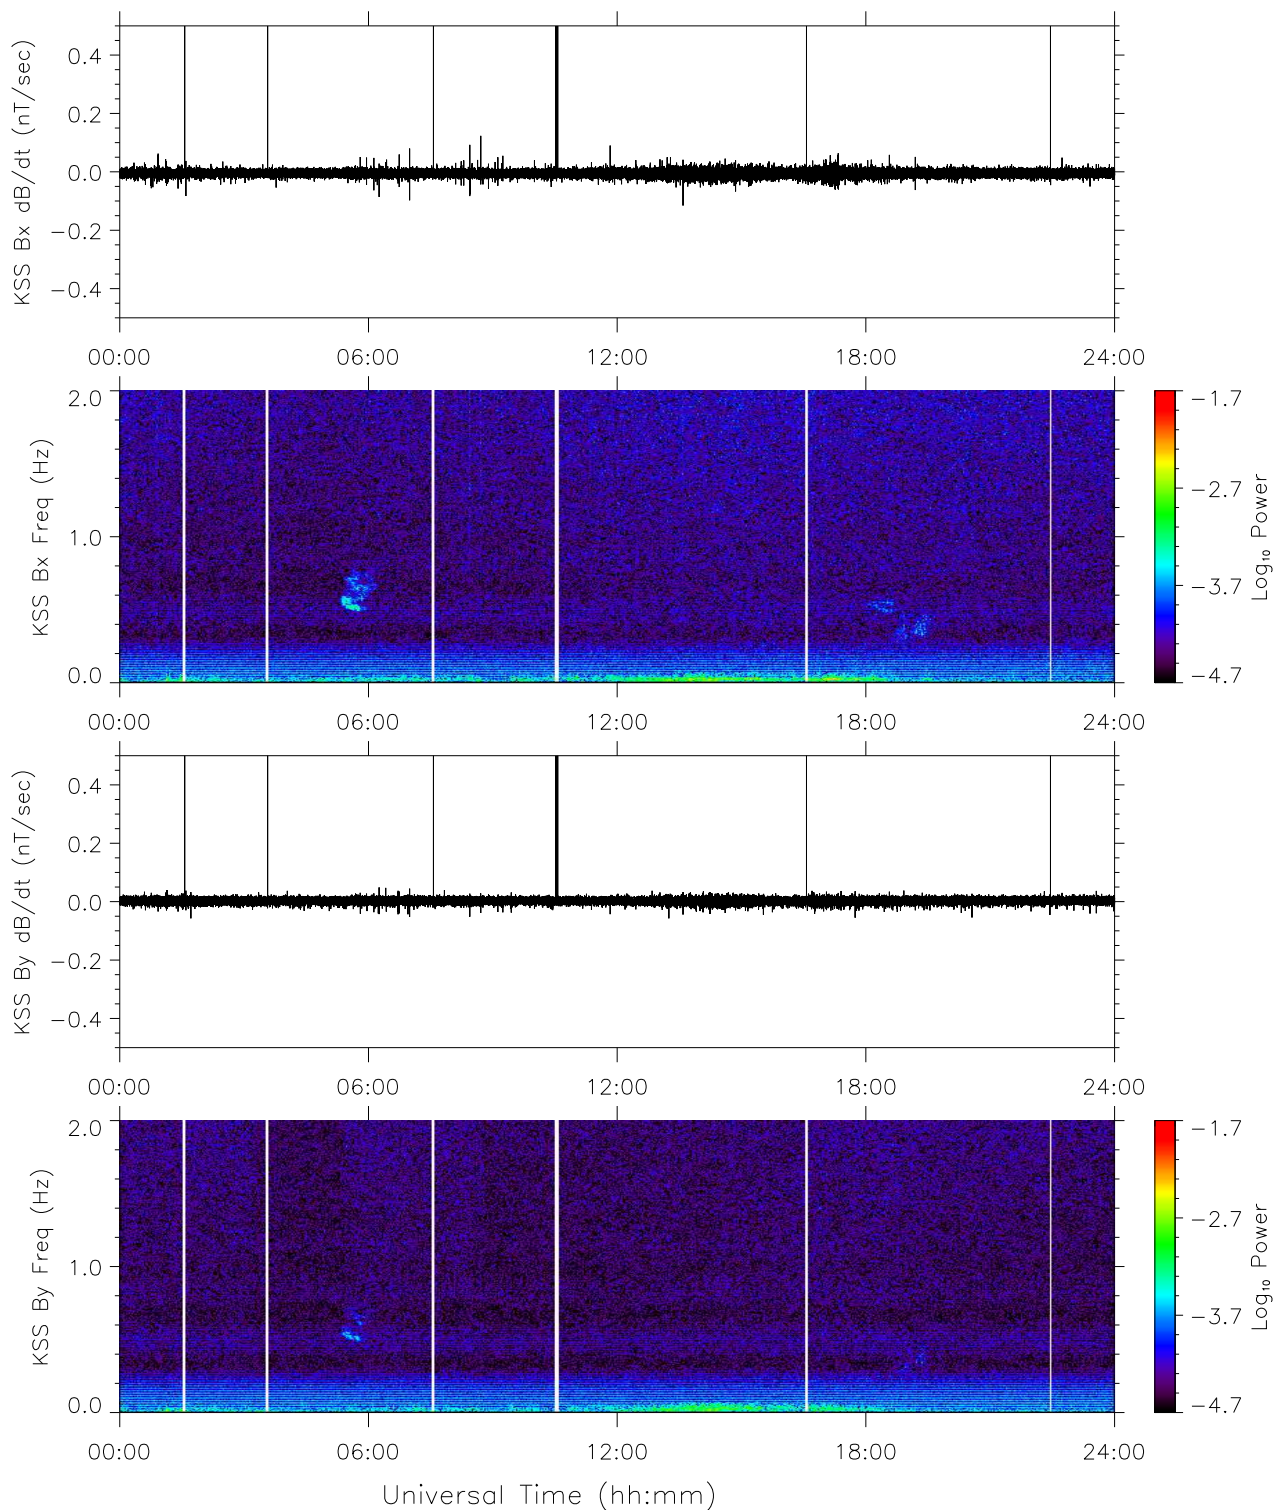 KSS Bx dB/dt (nT/sec)
0.4
0.2
0.0
−0.2
−0.4
00:00 06:00 12:00 18:00 24:00
KSS Bx Freq (Hz)
2.0
1.0
0.0
−1.7
−2.7
−3.7
−4.7
Log₁₀ Power
00:00 06:00 12:00 18:00 24:00
KSS By dB/dt (nT/sec)
0.4
0.2
0.0
−0.2
−0.4
00:00 06:00 12:00 18:00 24:00
KSS By Freq (Hz)
2.0
1.0
0.0
−1.7
−2.7
−3.7
−4.7
Log₁₀ Power
00:00 06:00 12:00 18:00 24:00
Universal Time (hh:mm)